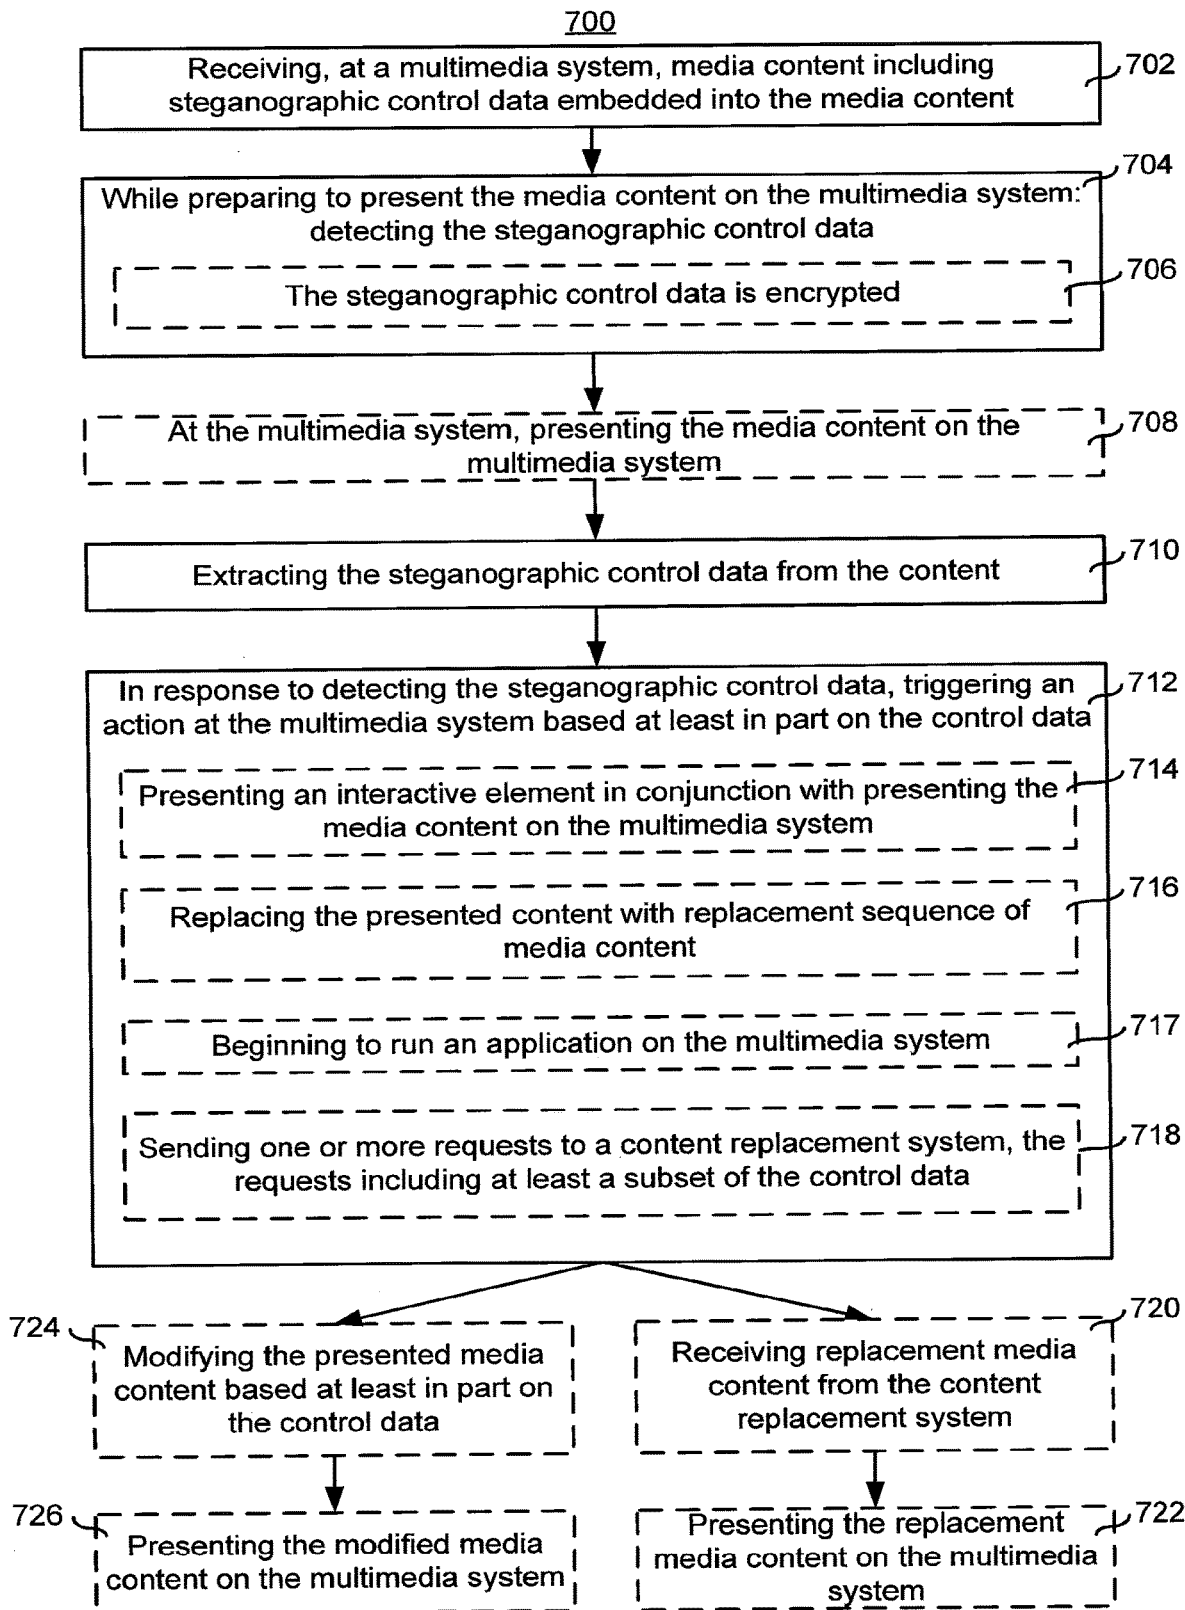 700
Receiving, at a multimedia system, media content including
steganographic control data embedded into the media content
702
704
While preparing to present the media content on the multimedia system:
detecting the steganographic control data
The steganographic control data is encrypted
706
At the multimedia system, presenting the media content on the
multimedia system
708
Extracting the steganographic control data from the content
710
In response to detecting the steganographic control data, triggering an
action at the multimedia system based at least in part on the control data
712
Presenting an interactive element in conjunction with presenting the
media content on the multimedia system
714
Replacing the presented content with replacement sequence of
media content
716
Beginning to run an application on the multimedia system
717
Sending one or more requests to a content replacement system, the
requests including at least a subset of the control data
718
724
Modifying the presented media
content based at least in part on
the control data
720
Receiving replacement media
content from the content
replacement system
726
Presenting the modified media
content on the multimedia system
722
Presenting the replacement
media content on the multimedia
system